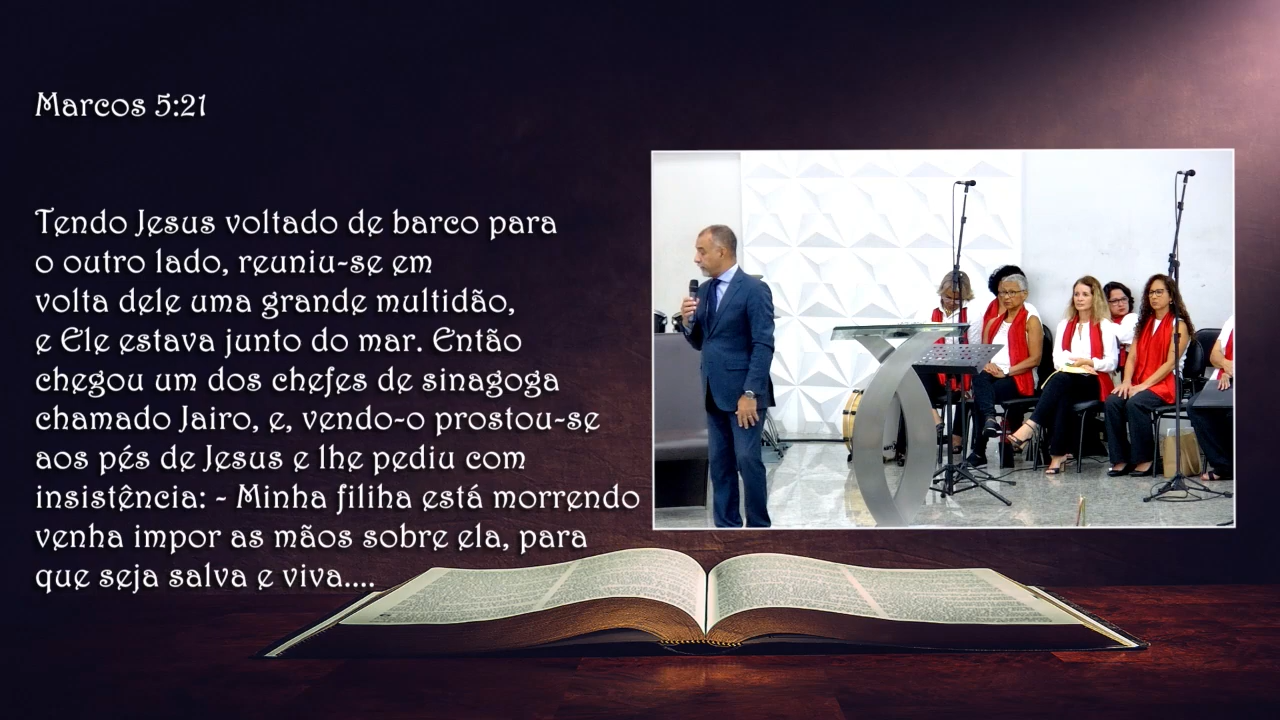 Marcos 5:21
Tendo Jesus voltado de barco para
o outro lado, reuniu-se em
volta dele uma grande multidão,
e Ele estava junto do mar. Então
chegou um dos chefes de sinagoga
chamado Jairo, e, vendo-o prostou-se
aos pés de Jesus e lhe pediu com
insistência: - Minha filiha está morrendo
venha impor as mãos sobre ela, para
que seja salva e viva....